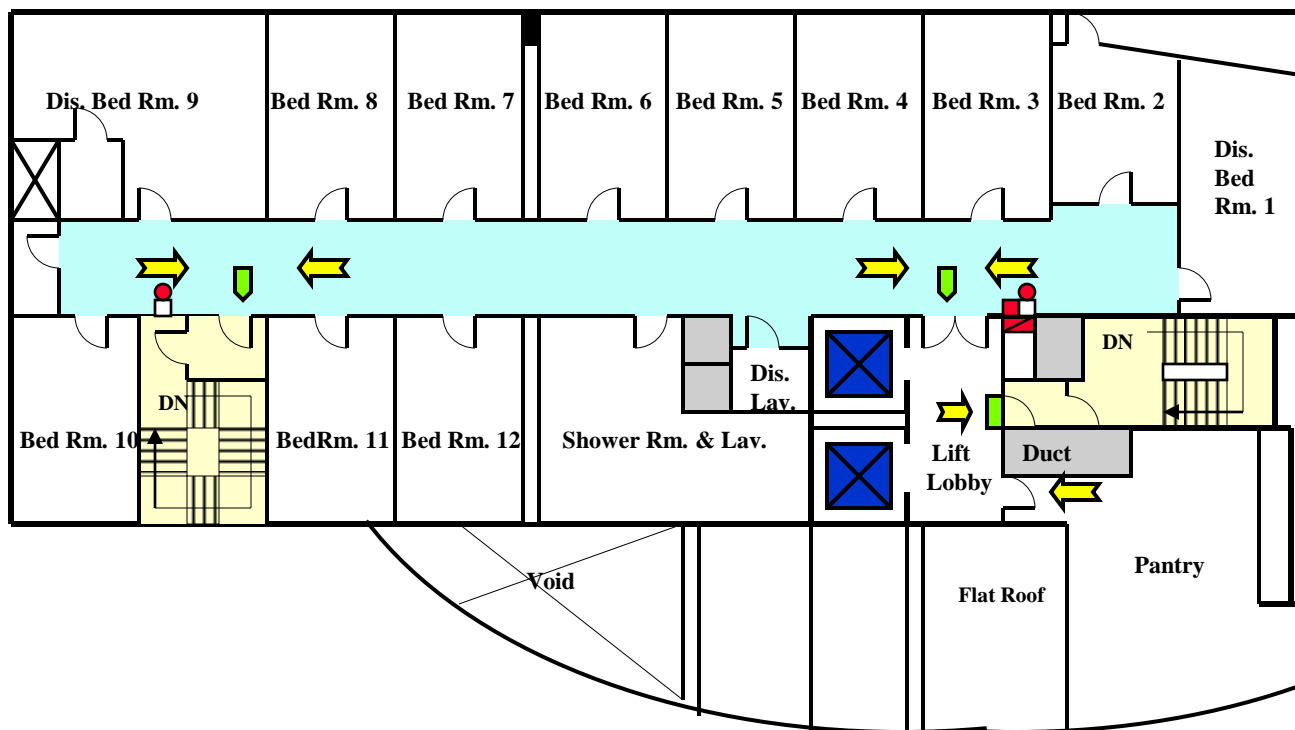 Dis. Bed Rm. 9
Bed Rm. 8
Bed Rm. 7
Bed Rm. 6
Bed Rm. 5
Bed Rm. 4
Bed Rm. 3
Bed Rm. 2
Dis.
Bed
Rm. 1
DN
DN
Dis.
Lav.
Bed Rm. 10
BedRm. 11
Bed Rm. 12
Shower Rm. & Lav.
Lift
Lobby
Duct
Void
Flat Roof
Pantry